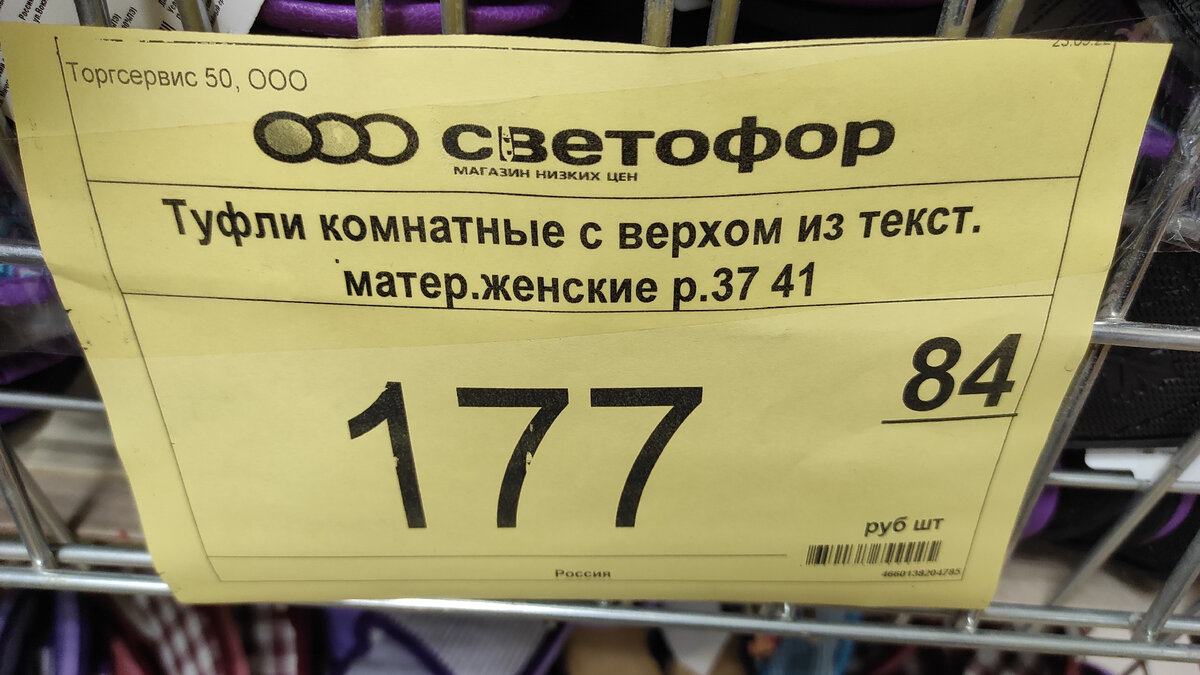 Торгсервис 50, ООО
светофор
МАГАЗИН НИЗКИХ ЦЕН
Туфли комнатные с верхом из текст.
матер.женские р.37 41
177 84
руб шт
4660138204785
Россия